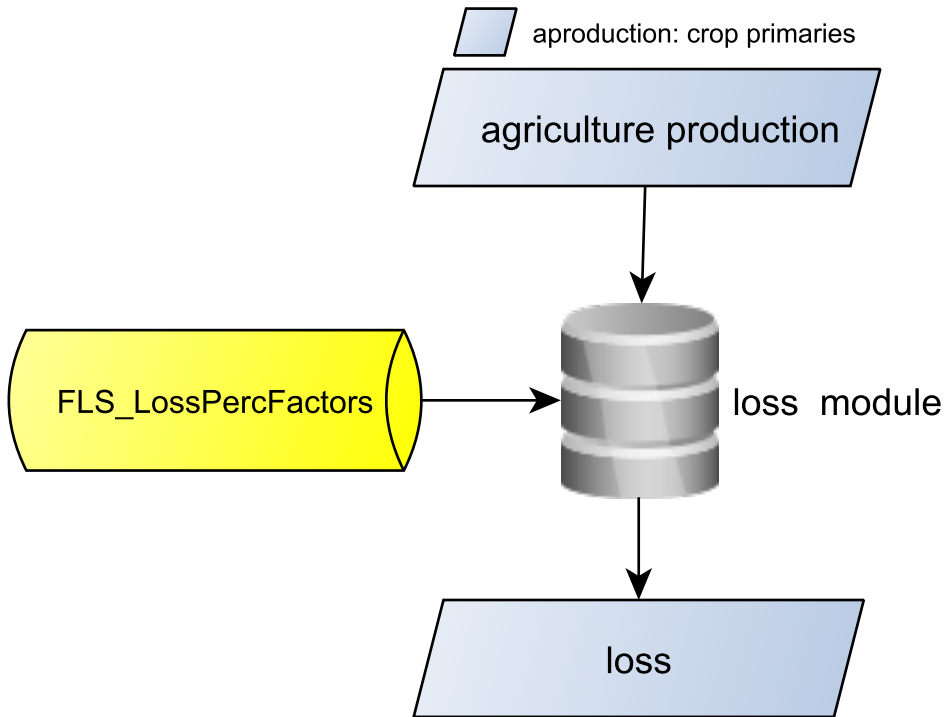 aproduction: crop primaries
agriculture production
FLS_LossPercFactors
loss module
loss